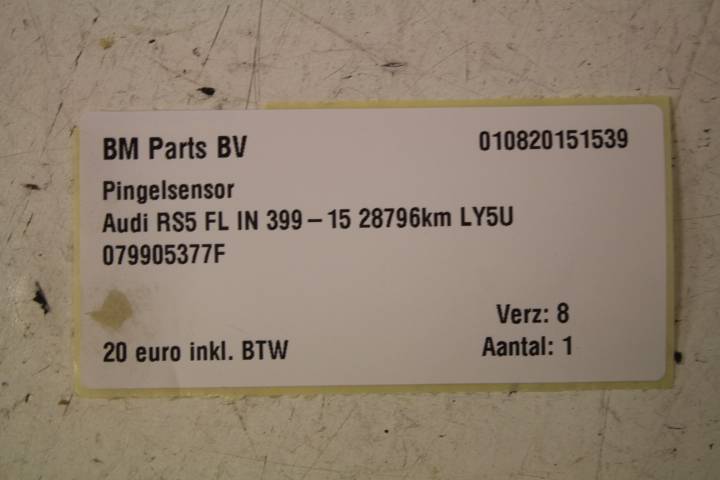 BM Parts BV 010820151539
Pingelsensor
Audi RS5 FL IN 399-15 28796km LY5U
079905377F
Verz: 8
20 euro inkl. BTW Aantal: 1